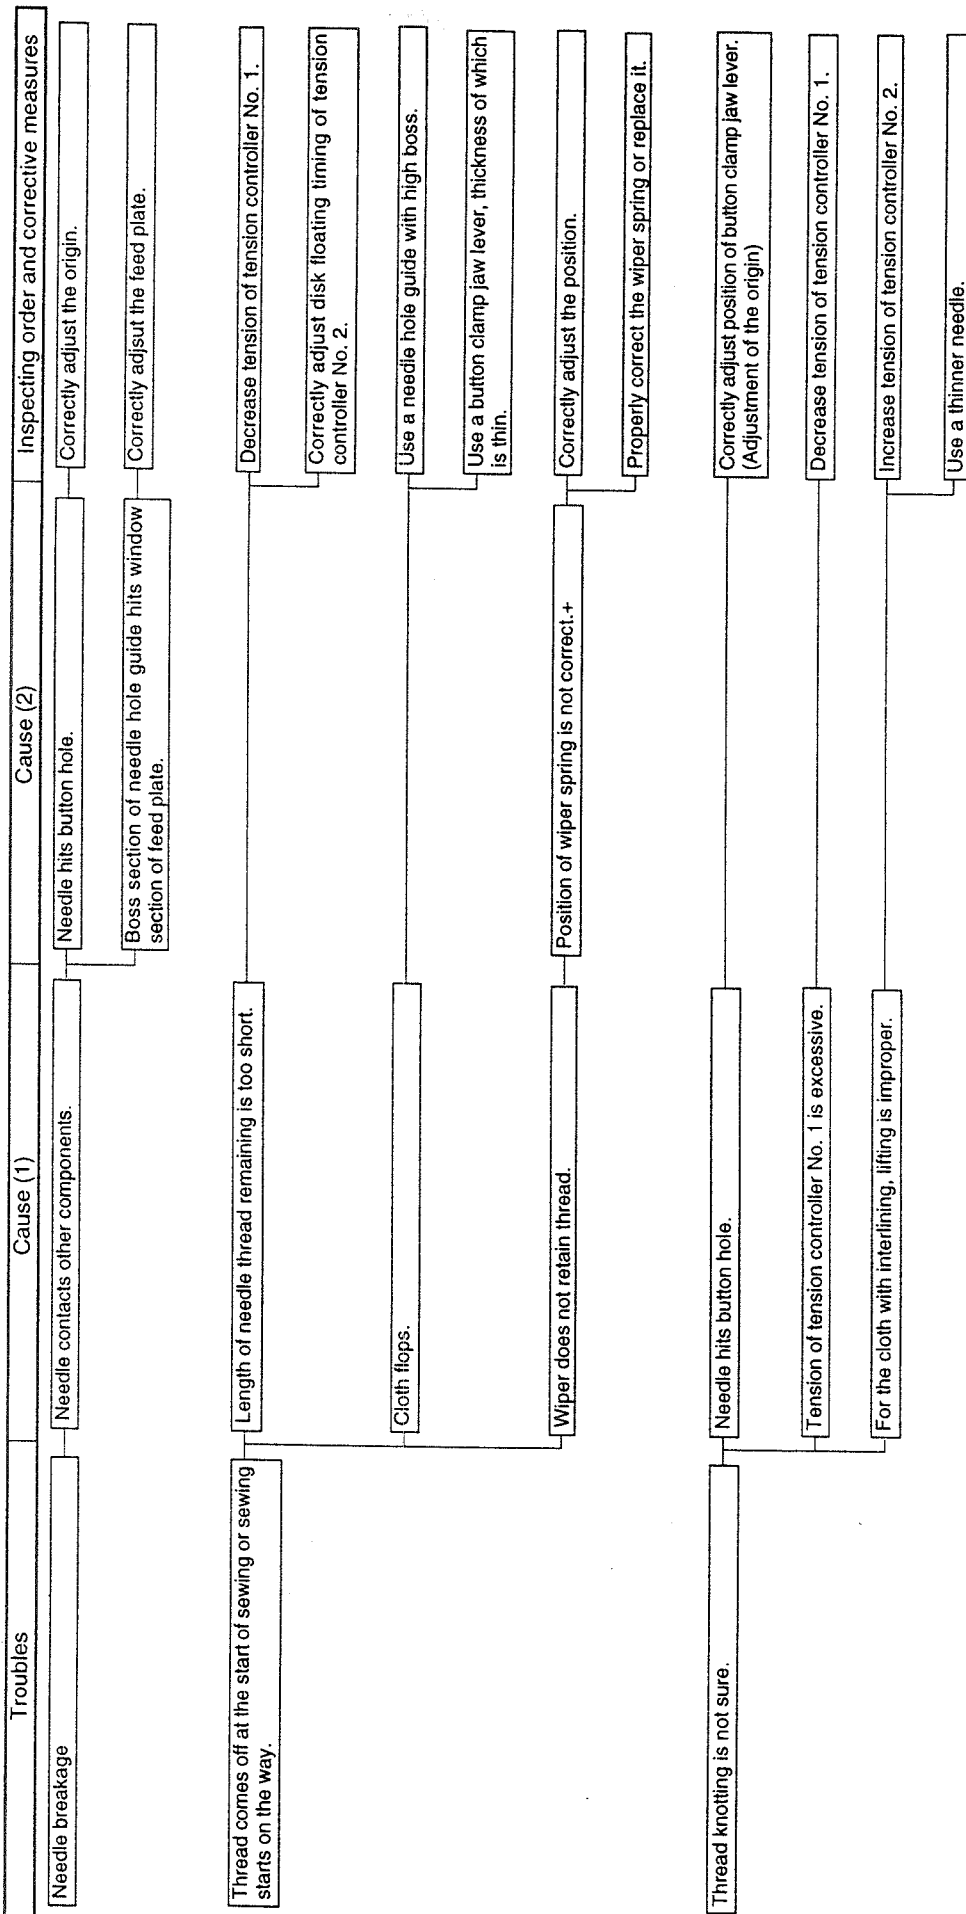 Troubles
Cause (1)
Cause (2)
Inspecting order and corrective measures
Needle breakage
Needle contacts other components.
Needle hits button hole.
Correctly adjust the origin.
Boss section of needle hole guide hits window
section of feed plate.
Correctly adjsut the feed plate.
Thread comes off at the start of sewing or sewing
starts on the way.
Length of needle thread remaining is too short.
Decrease tension of tension controller No. 1.
Correctly adjust disk floating timing of tension
controller No. 2.
Cloth flops.
Use a needle hole guide with high boss.
Use a button clamp jaw lever, thickness of which
is thin.
Wiper does not retain thread.
Position of wiper spring is not correct.+
Correctly adjust the position.
Properly correct the wiper spring or replace it.
Thread knotting is not sure.
Needle hits button hole.
Correctly adjust position of button clamp jaw lever.
(Adjustment of the origin)
Tension of tension controller No. 1 is excessive.
Decrease tension of tension controller No. 1.
For the cloth with interlining, lifting is improper.
Increase tension of tension controller No. 2.
Use a thinner needle.